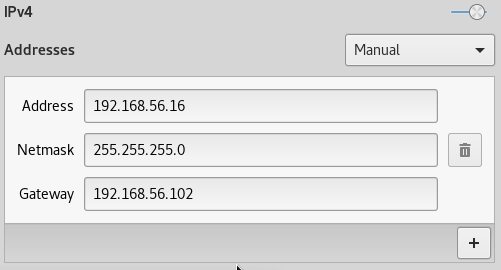 IPv4
Addresses Manual
Address 192.168.56.16
Netmask 255.255.255.0
Gateway 192.168.56.102
+